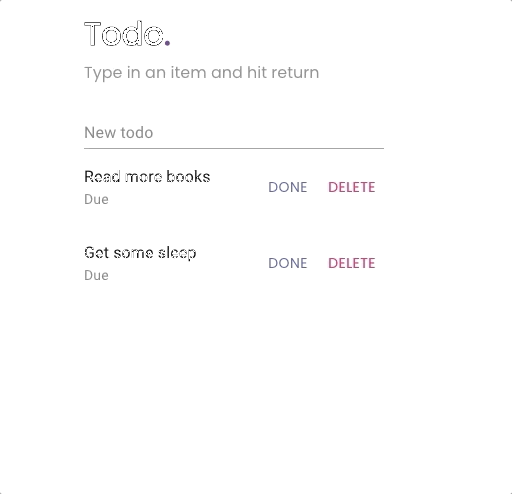 Todo.
Type in an item and hit return
New todo
Read more books
Due
DONE DELETE
Get some sleep
Due
DONE DELETE